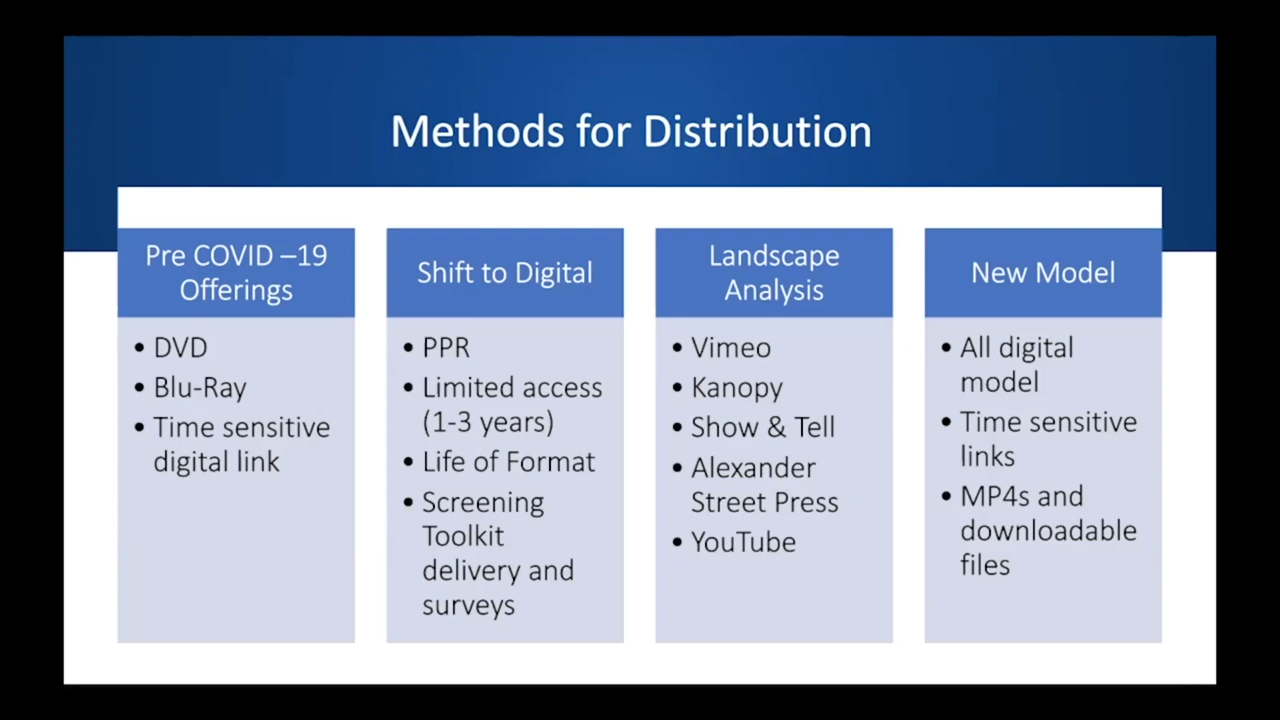 Methods for Distribution
Pre COVID –19
Offerings
• DVD
• Blu-Ray
• Time sensitive
digital link
Shift to Digital
• PPR
• Limited access
(1-3 years)
• Life of Format
• Screening
Toolkit
delivery and
surveys
Landscape
Analysis
• Vimeo
• Kanopy
• Show & Tell
• Alexander
Street Press
• YouTube
New Model
• All digital
model
• Time sensitive
links
• MP4s and
downloadable
files